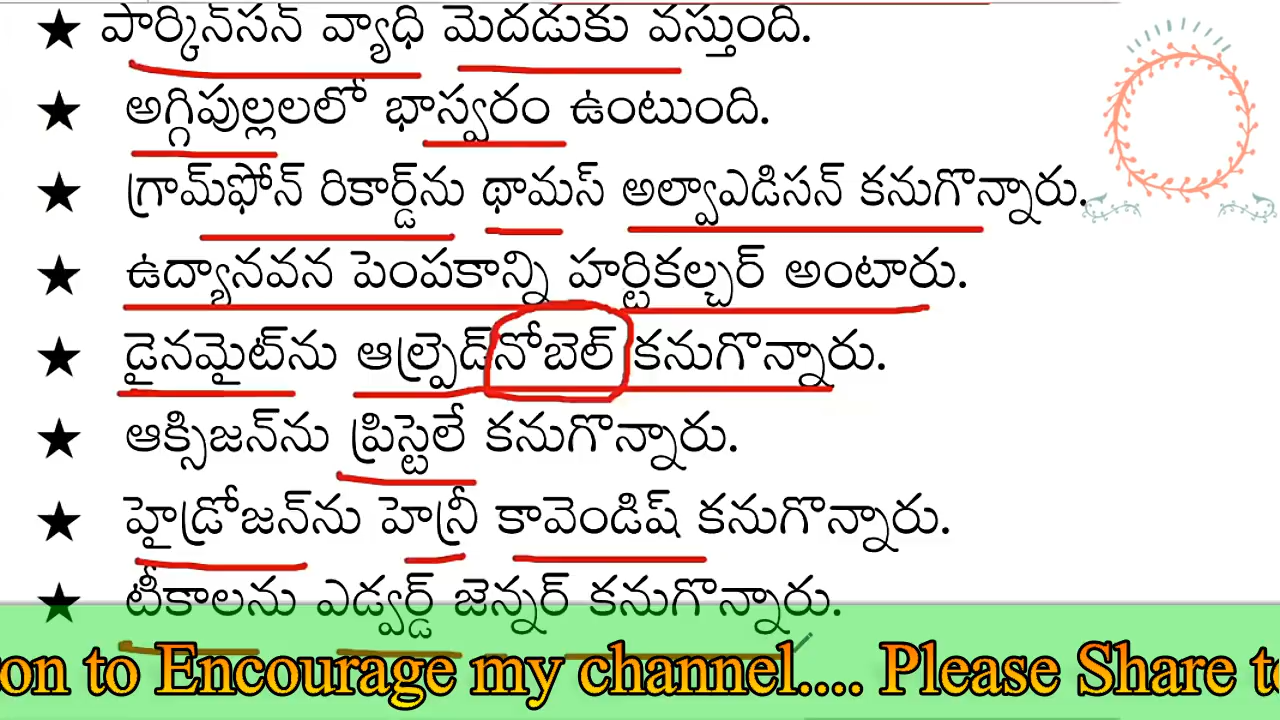 ★ పార్కిన్‌సన్ వ్యాధి మెదడుకు వస్తుంది.
★ అగ్గిపుల్లలలో భాస్వరం ఉంటుంది.
★ గ్రామ్‌ఫోన్ రికార్డ్‌ను థామస్ అల్వాఎడిసన్ కనుగొన్నారు.
★ ఉద్యానవన పెంపకాన్ని హర్టికల్చర్ అంటారు.
★ డైనమైట్‌ను ఆల్ఫ్రెడ్‌నోబెల్ కనుగొన్నారు.
★ ఆక్సిజన్‌ను ప్రిస్టెలే కనుగొన్నారు.
★ హైడ్రోజన్‌ను హెన్రీ కావెండిష్ కనుగొన్నారు.
★ టీకాలను ఎడ్వర్డ్ జెన్నర్ కనుగొన్నారు.
on to Encourage my channel.... Please Share to